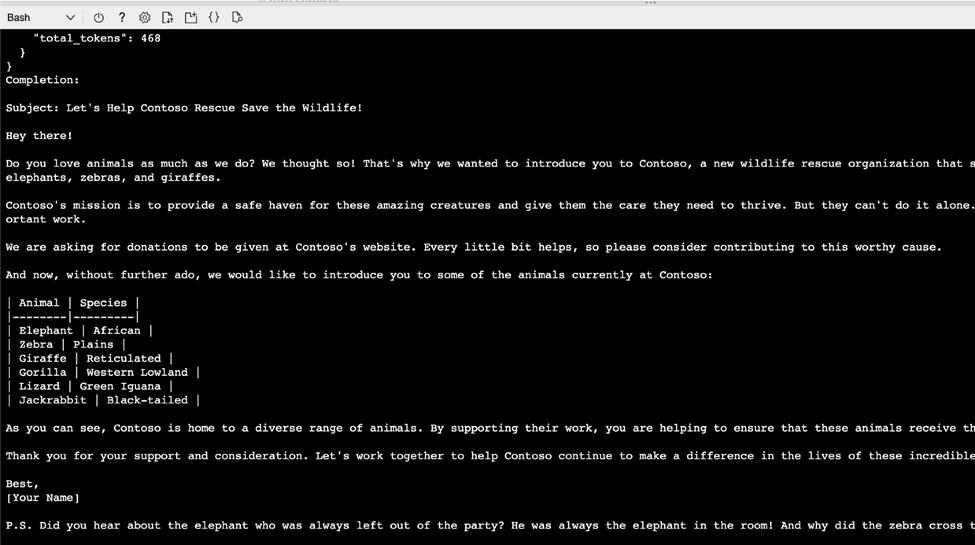 Bash
"total_tokens": 468
}
}
Completion:
Subject: Let's Help Contoso Rescue Save the Wildlife!
Hey there!
Do you love animals as much as we do? We thought so! That's why we wanted to introduce you to Contoso, a new wildlife rescue organization that
elephants, zebras, and giraffes.
Contoso's mission is to provide a safe haven for these amazing creatures and give them the care they need to thrive. But they can't do it alone.
ortant work.
We are asking for donations to be given at Contoso's website. Every little bit helps, so please consider contributing to this worthy cause.
And now, without further ado, we would like to introduce you to some of the animals currently at Contoso:
| Animal | Species |
|--------|---------|
| Elephant | African |
| Zebra | Plains |
| Giraffe | Reticulated |
| Gorilla | Western Lowland |
| Lizard | Green Iguana |
| Jackrabbit | Black-tailed |
As you can see, Contoso is home to a diverse range of animals. By supporting their work, you are helping to ensure that these animals receive th
Thank you for your support and consideration. Let's work together to help Contoso continue to make a difference in the lives of these incredible
Best,
[Your Name]
P.S. Did you hear about the elephant who was always left out of the party? He was always the elephant in the room! And why did the zebra cross t